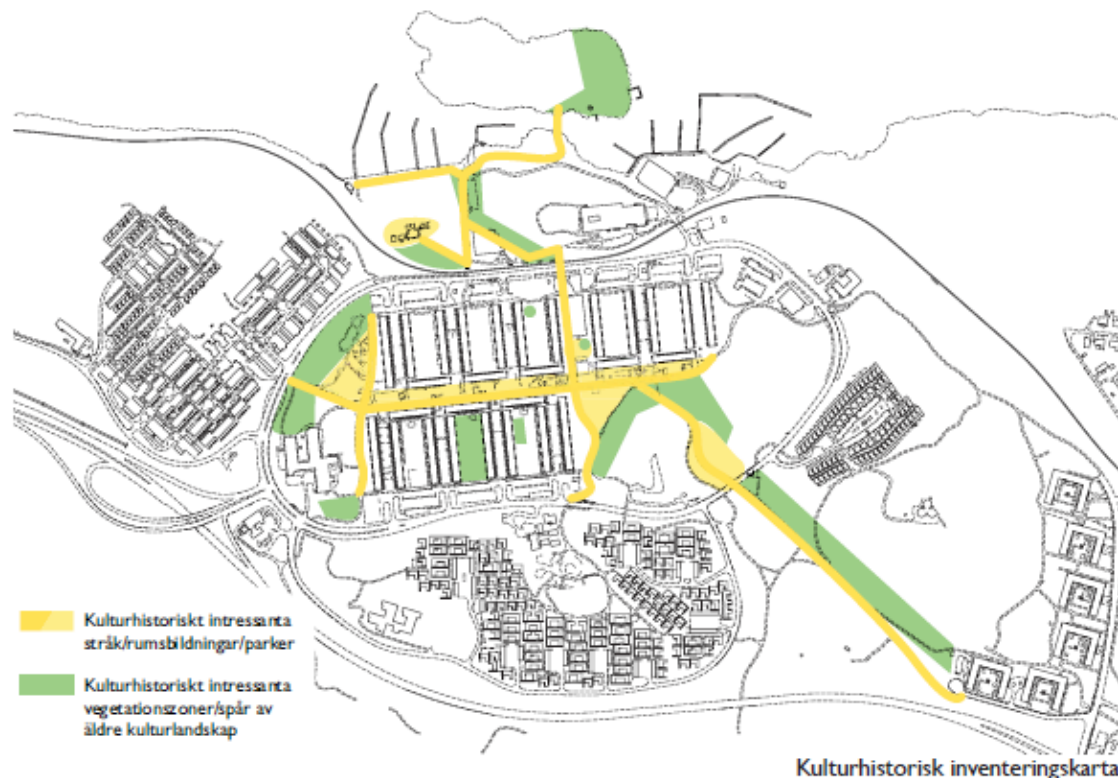 Kulturhistoriskt intressanta
stråk/rumsbildningar/parker
Kulturhistoriskt intressanta
vegetationszoner/spår av
äldre kulturlandskap
Kulturhistorisk inventeringskarta